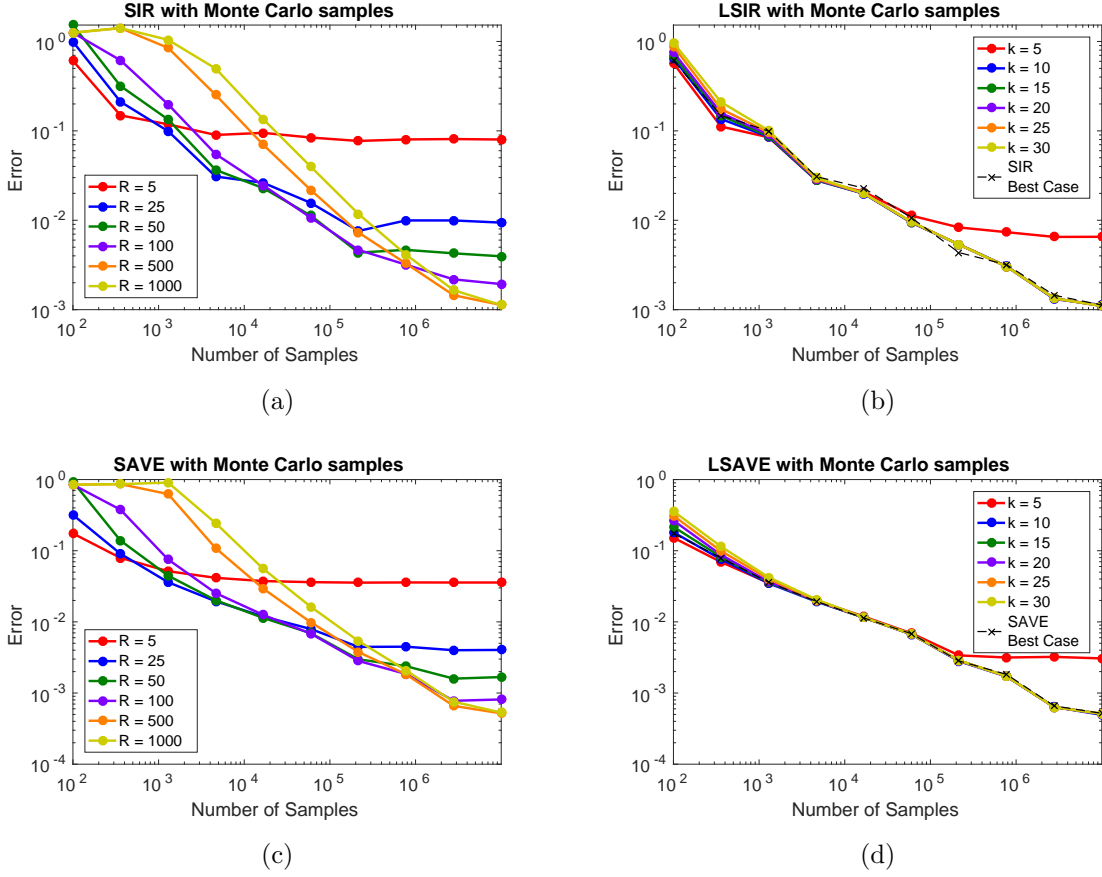 SIR with Monte Carlo samples
10^0
10^-1
10^-2
10^-3
Error
R = 5
R = 25
R = 50
R = 100
R = 500
R = 1000
10^2
10^3
10^4
10^5
10^6
Number of Samples
(a)
LSIR with Monte Carlo samples
10^0
10^-1
10^-2
10^-3
Error
k = 5
k = 10
k = 15
k = 20
k = 25
k = 30
SIR
Best Case
10^2
10^3
10^4
10^5
10^6
Number of Samples
(b)
SAVE with Monte Carlo samples
10^0
10^-1
10^-2
10^-3
10^-4
Error
R = 5
R = 25
R = 50
R = 100
R = 500
R = 1000
10^2
10^3
10^4
10^5
10^6
Number of Samples
(c)
LSAVE with Monte Carlo samples
10^0
10^-1
10^-2
10^-3
10^-4
Error
k = 5
k = 10
k = 15
k = 20
k = 25
k = 30
SAVE
Best Case
10^2
10^3
10^4
10^5
10^6
Number of Samples
(d)